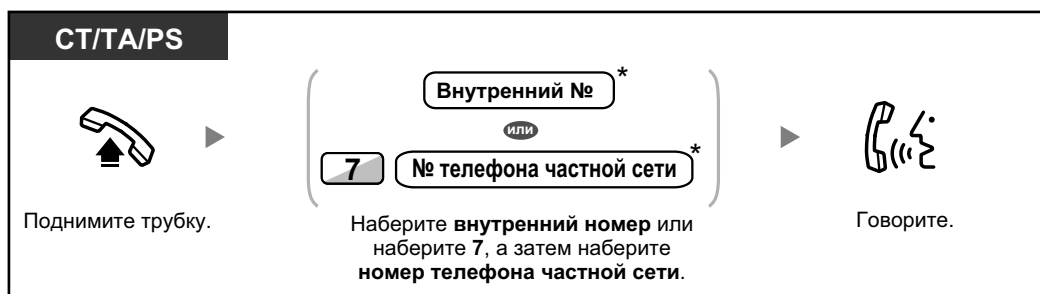 CT/TA/PS
Внутренний № *
или
7 № телефона частной сети *
Поднимите трубку.
Наберите внутренний номер или
наберите 7, а затем наберите
номер телефона частной сети.
Говорите.